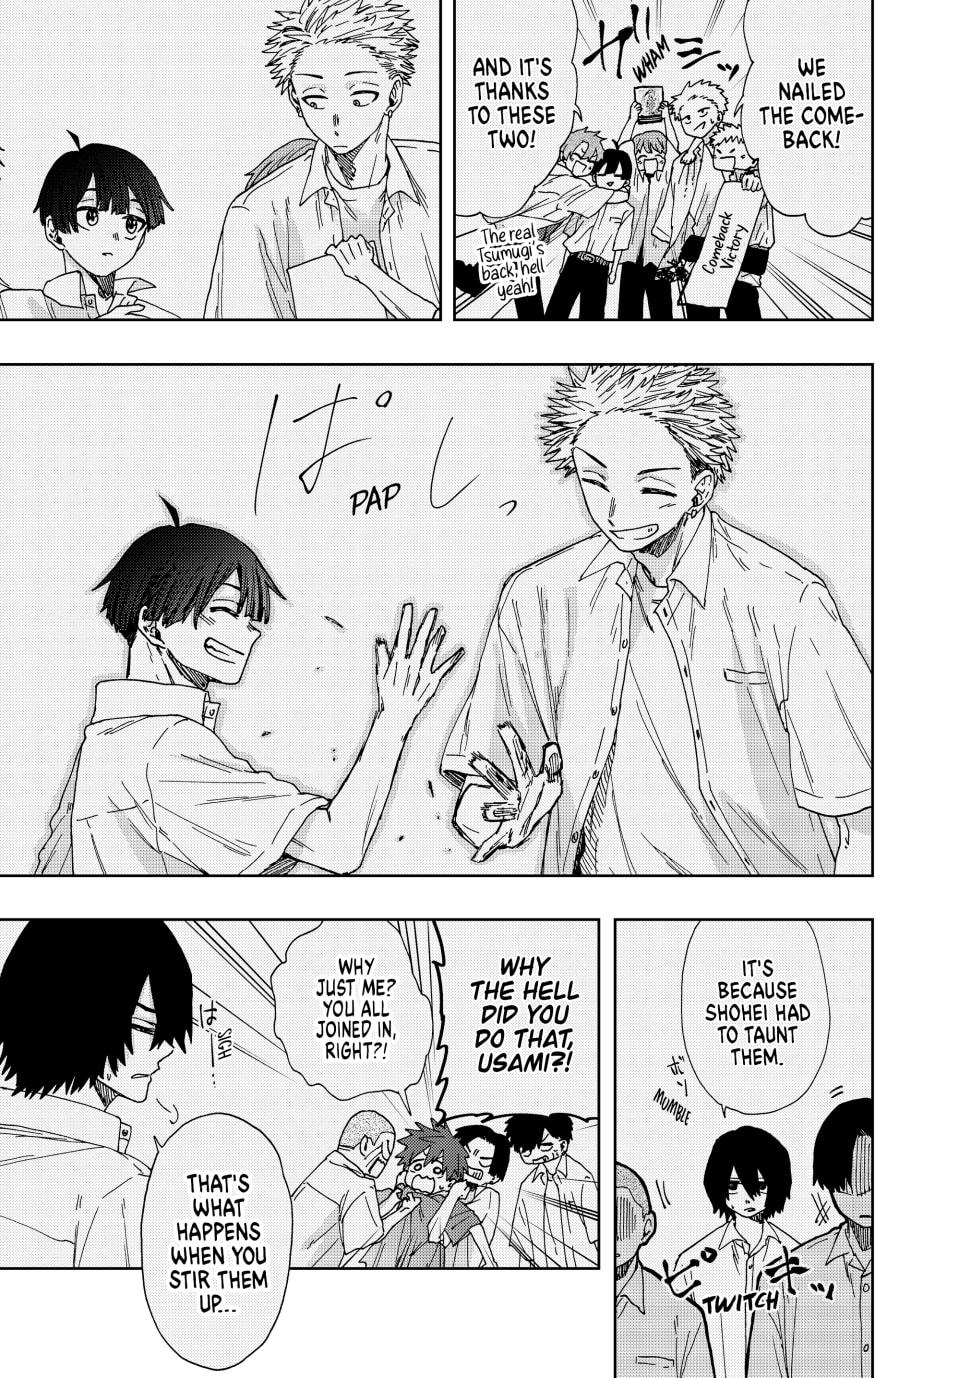 WE
NAILED
THE COME-
BACK!
ガシッ
WHAM
AND IT'S
THANKS
TO THESE
TWO!
Comeback
Victory
The real
Tsumugi's
back, hell
yeah!
ぱしっ
PAP
IT'S
BECAUSE
SHOHEI HAD
TO TAUNT
THEM.
ボソ
MUMBLE
ピキッ
TWITCH
WHY
THE HELL
DID YOU
DO THAT,
USAMI?!
WHY
JUST ME?
YOU ALL
JOINED IN,
RIGHT?!
は
SIGH
THAT'S
WHAT
HAPPENS
WHEN YOU
STIR THEM
UP...